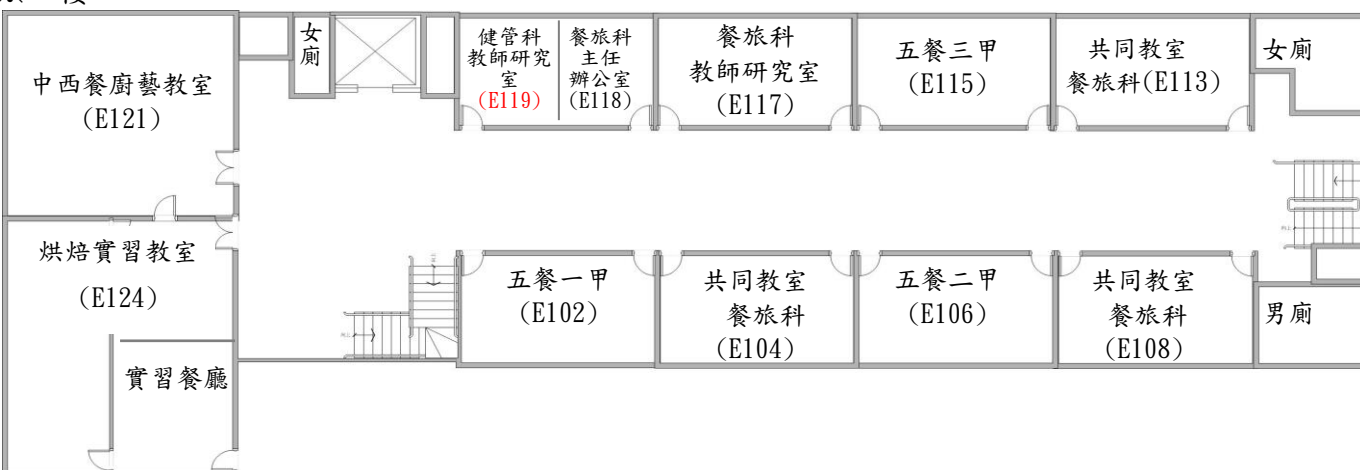 中西餐廚藝教室
(E121)
女廁
健管科
教師研究
室
(E119)
餐旅科
主任
辦公室
(E118)
餐旅科
教師研究室
(E117)
五餐三甲
(E115)
共同教室
餐旅科(E113)
女廁
烘焙實習教室
(E124)
實習餐廳
五餐一甲
(E102)
共同教室
餐旅科
(E104)
五餐二甲
(E106)
共同教室
餐旅科
(E108)
男廁